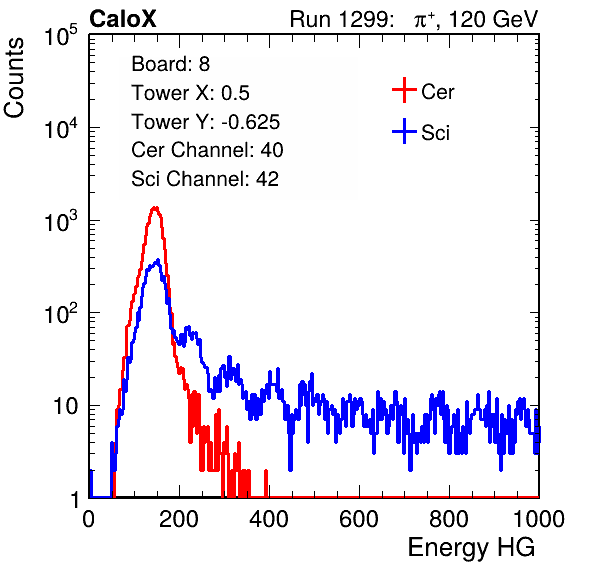 CaloX Run 1299: π⁺, 120 GeV
Counts
10⁵
10⁴
10³
10²
10
1
Board: 8
Tower X: 0.5
Tower Y: -0.625
Cer Channel: 40
Sci Channel: 42
Cer
Sci
0 200 400 600 800 1000
Energy HG